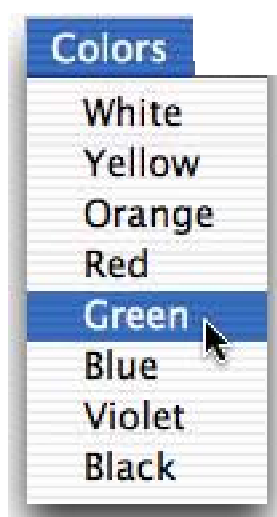 Colors
White
Yellow
Orange
Red
Green
Blue
Violet
Black